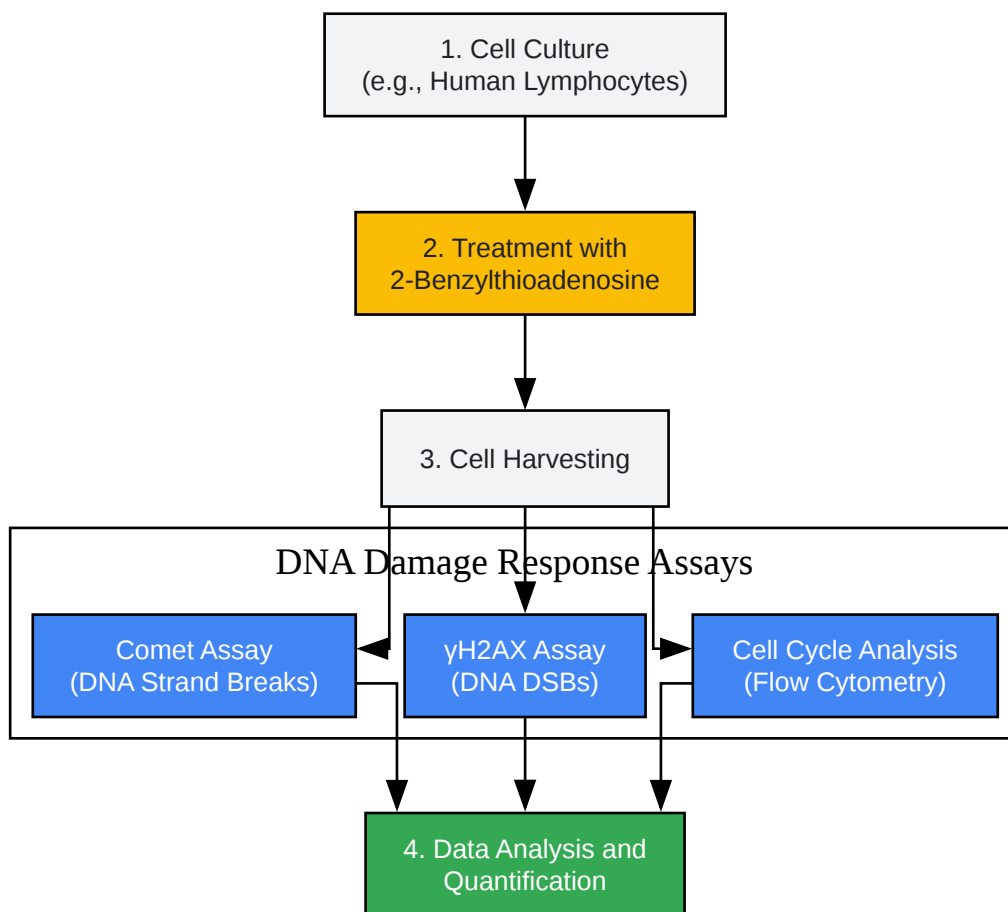 1. Cell Culture
(e.g., Human Lymphocytes)
2. Treatment with
2-Benzylthioadenosine
3. Cell Harvesting
DNA Damage Response Assays
Comet Assay
(DNA Strand Breaks)
γH2AX Assay
(DNA DSBs)
Cell Cycle Analysis
(Flow Cytometry)
4. Data Analysis and
Quantification